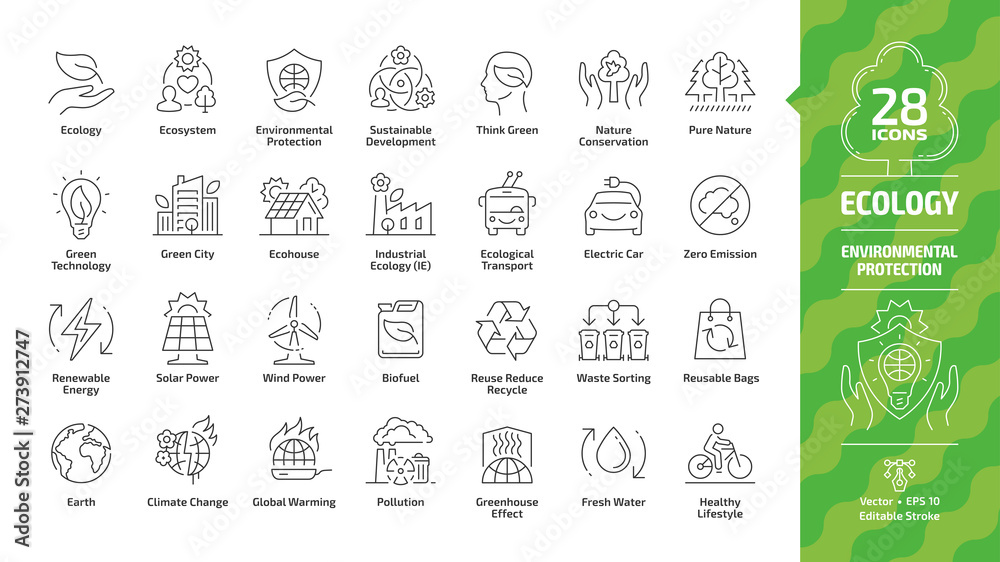 Ecology
Ecosystem
Environmental
Protection
Sustainable
Development
Think Green
Nature
Conservation
Pure Nature
Green
Technology
Green City
Ecohouse
Industrial
Ecology (IE)
Ecological
Transport
Electric Car
Zero Emission
Renewable
Energy
Solar Power
Wind Power
Biofuel
Reuse Reduce
Recycle
Waste Sorting
Reusable Bags
Earth
Climate Change
Global Warming
Pollution
Greenhouse
Effect
Fresh Water
Healthy
Lifestyle
28
ICONS
ECOLOGY
ENVIRONMENTAL
PROTECTION
Vector • EPS 10
Editable Stroke
Adobe Stock | #273912747